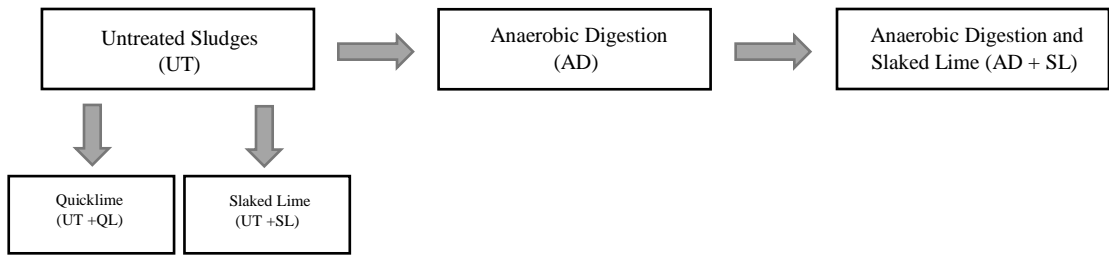 Untreated Sludges
(UT)
Anaerobic Digestion
(AD)
Anaerobic Digestion and
Slaked Lime (AD + SL)
Quicklime
(UT +QL)
Slaked Lime
(UT +SL)